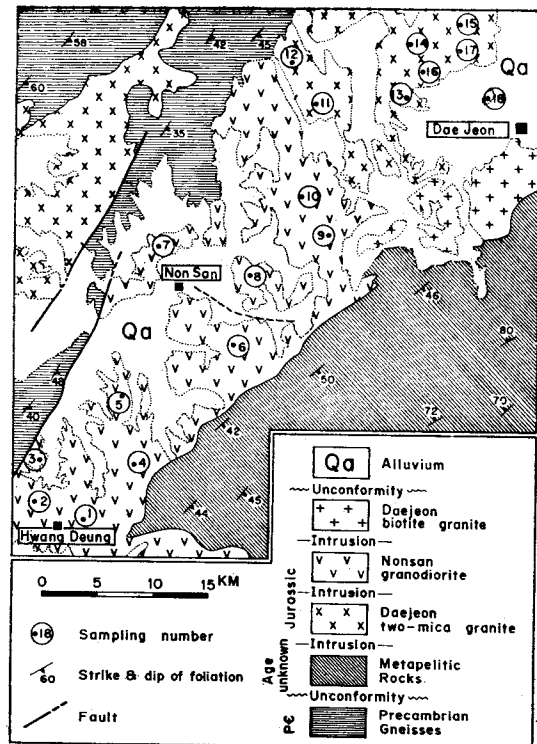 58
42
45
12
15
14
17
Qa
60
16
13
18
11
Dae Jeon
35
10
9
7
Non San
8
46
Qa
80
6
48
50
5
40
72
70
42
3
4
2
44
45
1
Hwang Deung
0 5 10 15 KM
18 Sampling number
60 Strike & dip of foliation
Fault
Qa Alluvium
Unconformity
Daejeon
biotite granite
Intrusion
Nonsan
granodiorite
Intrusion
Daejeon
two-mica granite
Intrusion
Metapelitic
Rocks
Unconformity
Precambrian
Gneisses
Jurassic
Age
unknown
P€